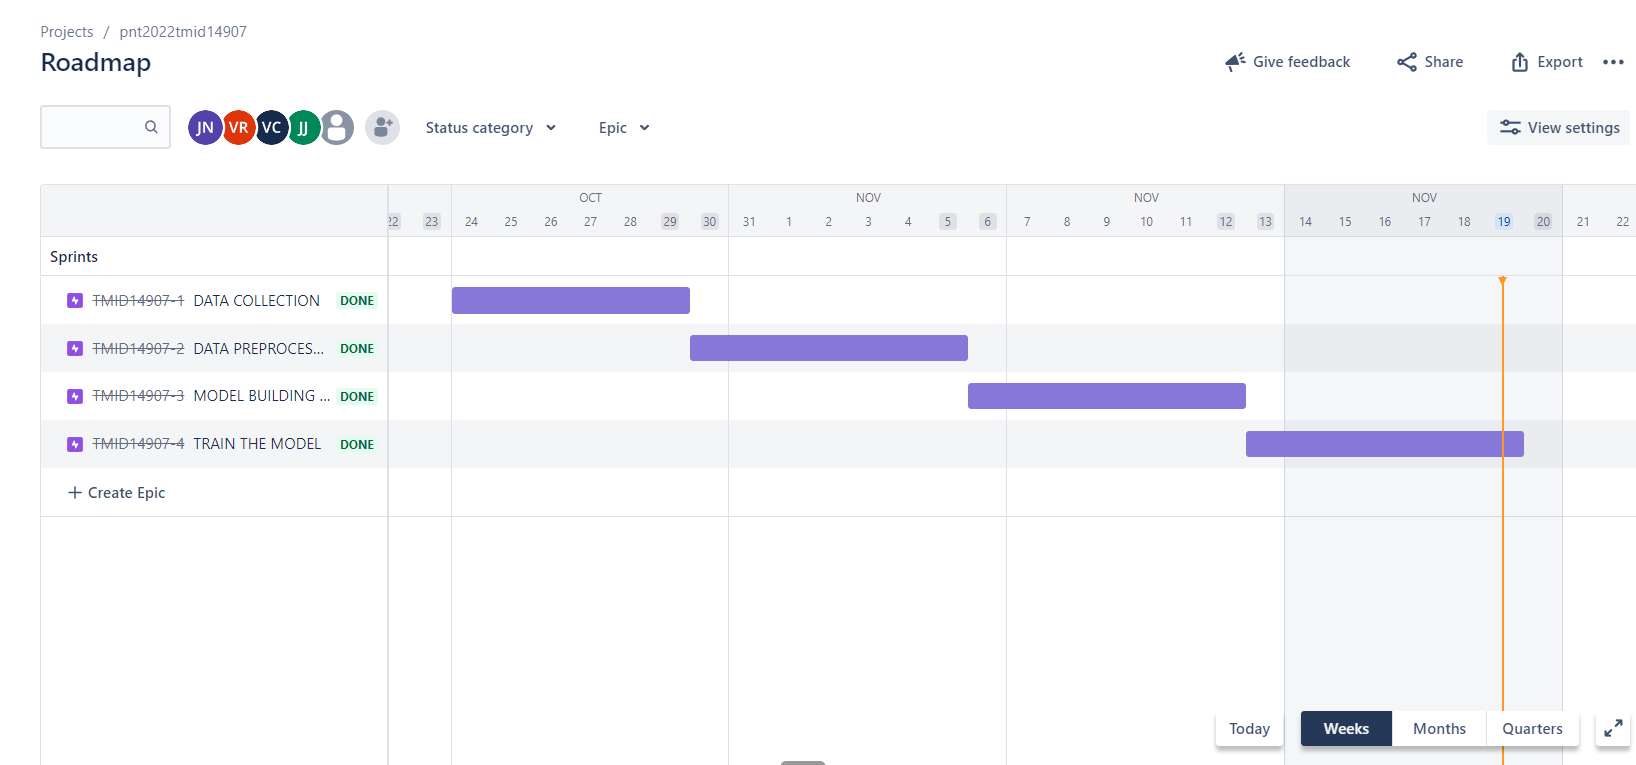 Projects / pnt2022tmid14907
Roadmap
Give feedback Share Export
JN VR VC JJ Status category Epic View settings
OCT NOV NOV NOV
22 23 24 25 26 27 28 29 30 31 1 2 3 4 5 6 7 8 9 10 11 12 13 14 15 16 17 18 19 20 21 22
Sprints
TMID14907-1 DATA COLLECTION DONE
TMID14907-2 DATA PREPROCES... DONE
TMID14907-3 MODEL BUILDING ... DONE
TMID14907-4 TRAIN THE MODEL DONE
Create Epic
Today Weeks Months Quarters